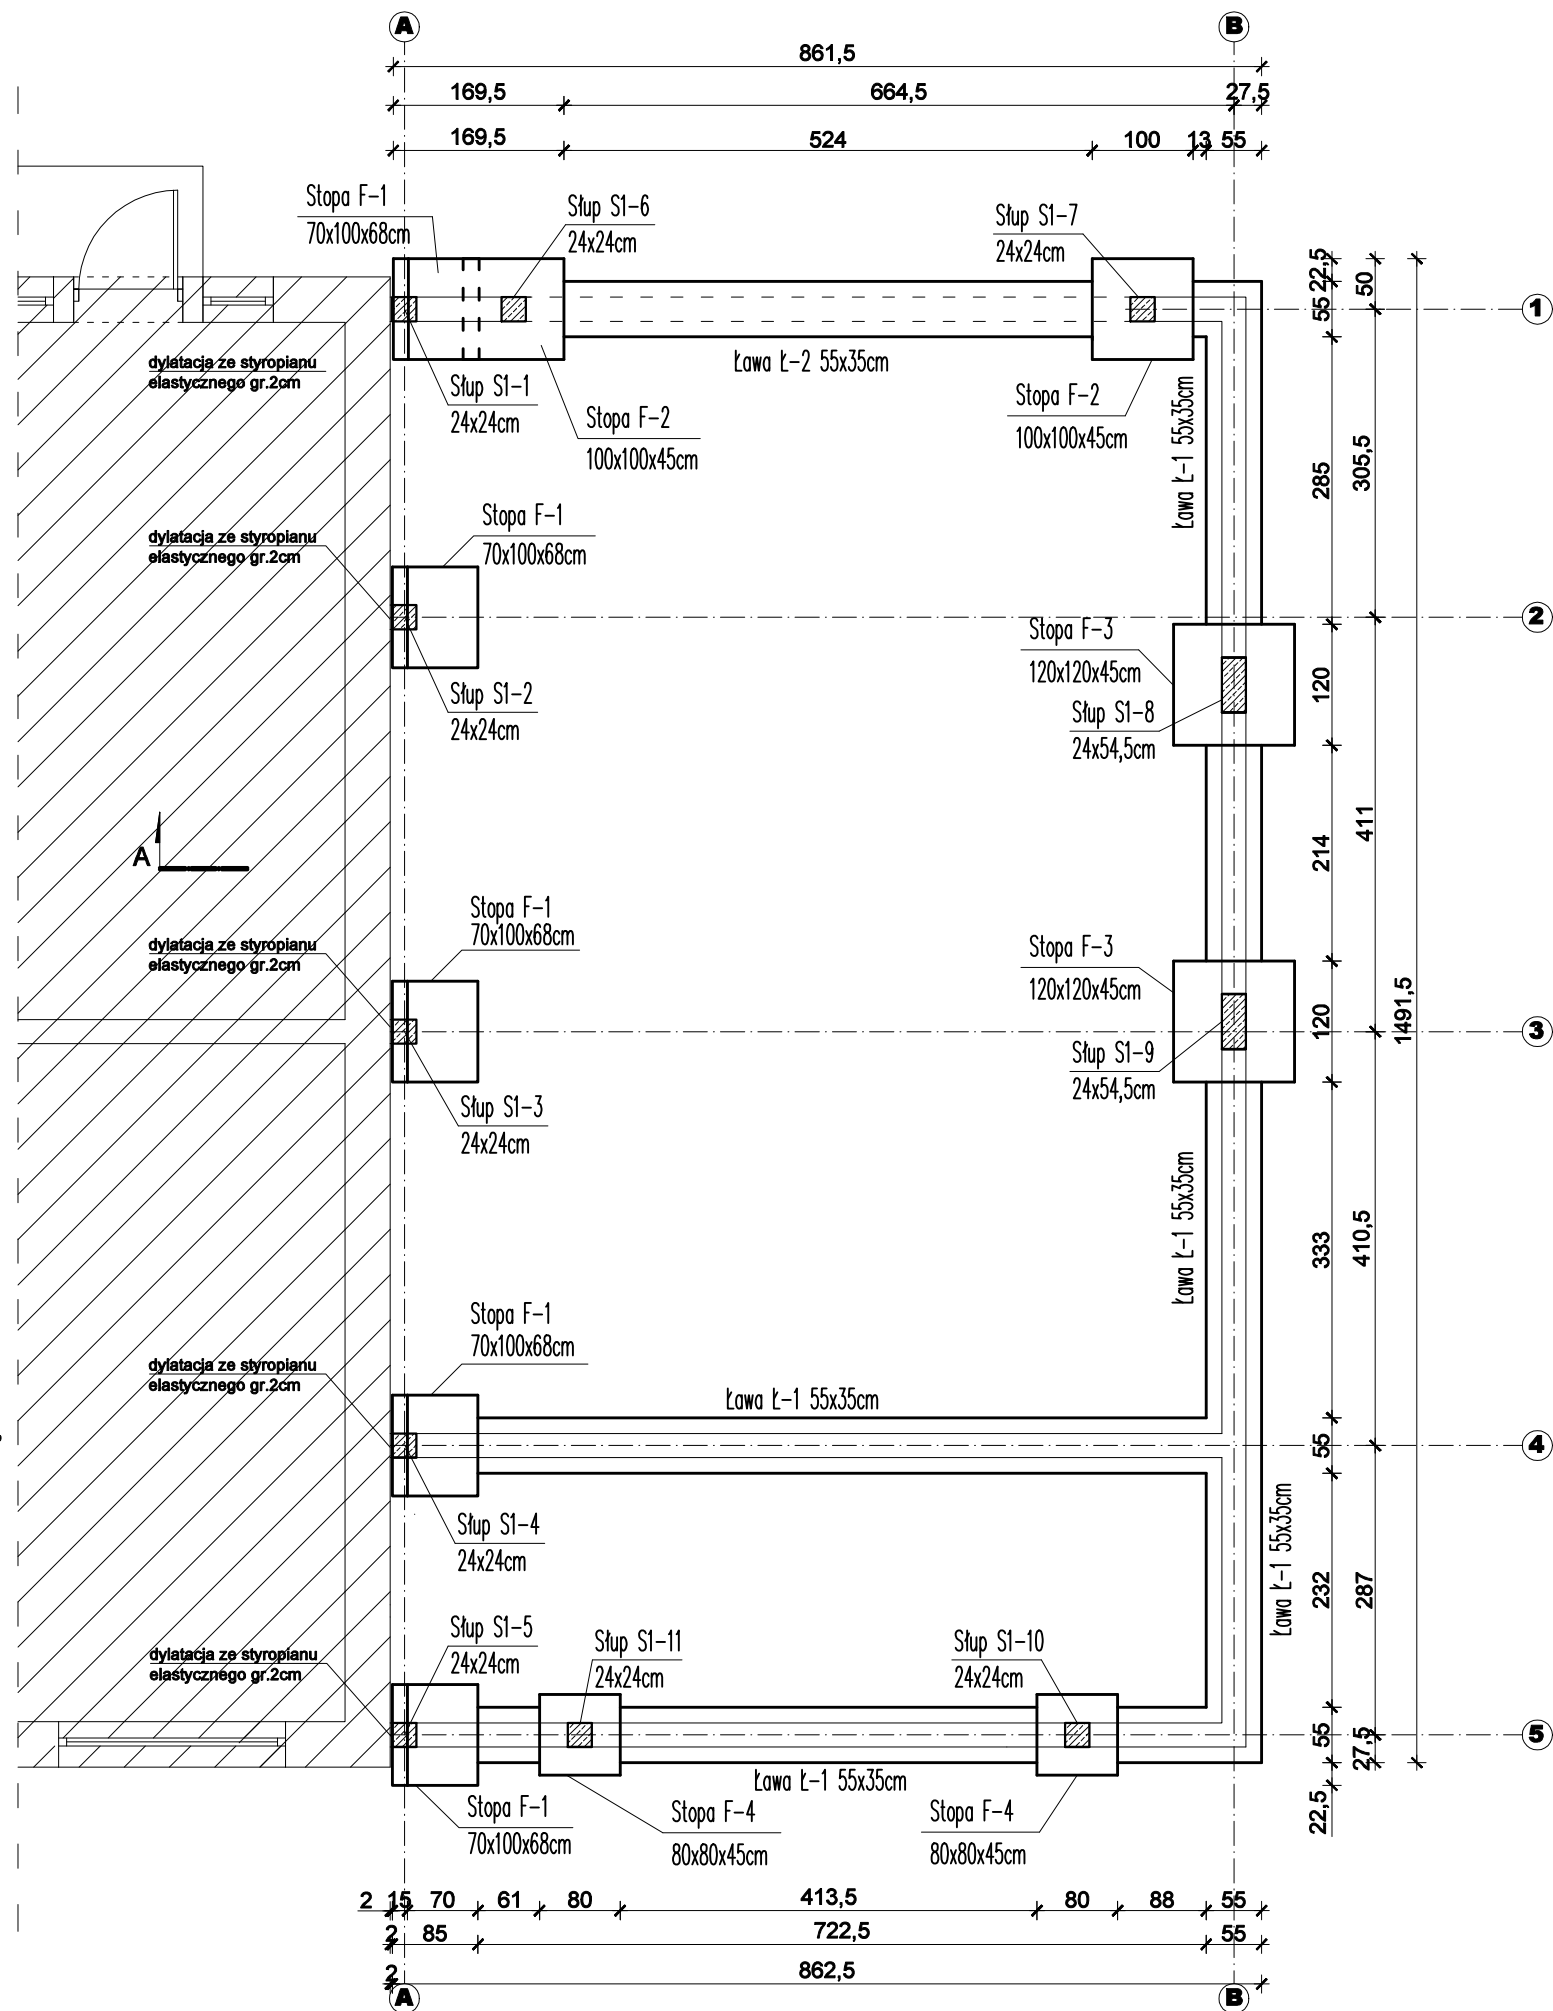 A
B
861,5
169,5
664,5
27,5
169,5
524
100
13
55
Stopa F-1
70x100x68cm
Słup S1-6
24x24cm
Słup S1-7
24x24cm
22,5
55
50
1
dylatacja ze styropianu
elastycznego gr.2cm
Ława Ł-2 55x35cm
Słup S1-1
24x24cm
Stopa F-2
100x100x45cm
Stopa F-2
100x100x45cm
Ława Ł-1 55x35cm
285
305,5
dylatacja ze styropianu
elastycznego gr.2cm
Stopa F-1
70x100x68cm
2
Słup S1-2
24x24cm
Stopa F-3
120x120x45cm
Słup S1-8
24x54,5cm
120
A
214
411
Stopa F-1
70x100x68cm
dylatacja ze styropianu
elastycznego gr.2cm
Stopa F-3
120x120x45cm
Słup S1-9
24x54,5cm
120
1491,5
3
Słup S1-3
24x24cm
Ława Ł-1 55x35cm
333
410,5
Stopa F-1
70x100x68cm
dylatacja ze styropianu
elastycznego gr.2cm
Ława Ł-1 55x35cm
55
4
Słup S1-4
24x24cm
Ława Ł-1 55x35cm
232
287
Słup S1-5
24x24cm
dylatacja ze styropianu
elastycznego gr.2cm
Słup S1-11
24x24cm
Słup S1-10
24x24cm
55
27,5
5
Ława Ł-1 55x35cm
Stopa F-1
70x100x68cm
Stopa F-4
80x80x45cm
Stopa F-4
80x80x45cm
22,5
2
15
70
61
80
413,5
80
88
55
2
85
722,5
55
2
862,5
A
B